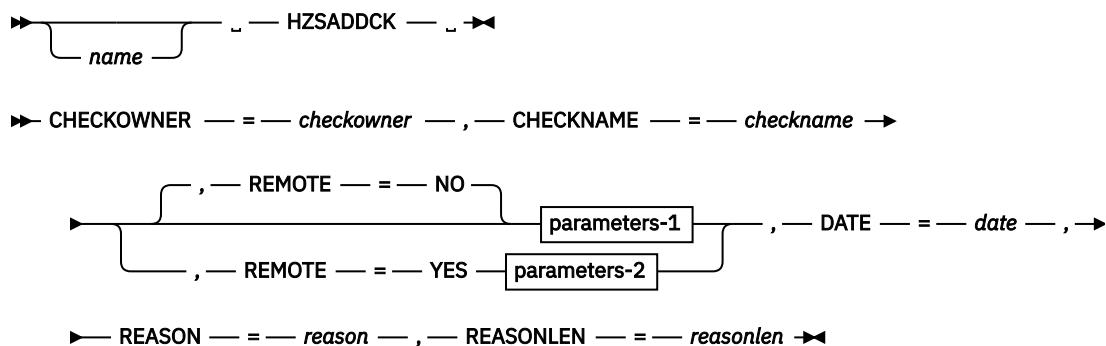 ␣ HZSADDCK ␣
name
CHECKOWNER = checkowner , CHECKNAME = checkname
, REMOTE = NO
parameters-1 , DATE = date ,
, REMOTE = YES parameters-2
REASON = reason , REASONLEN = reasonlen